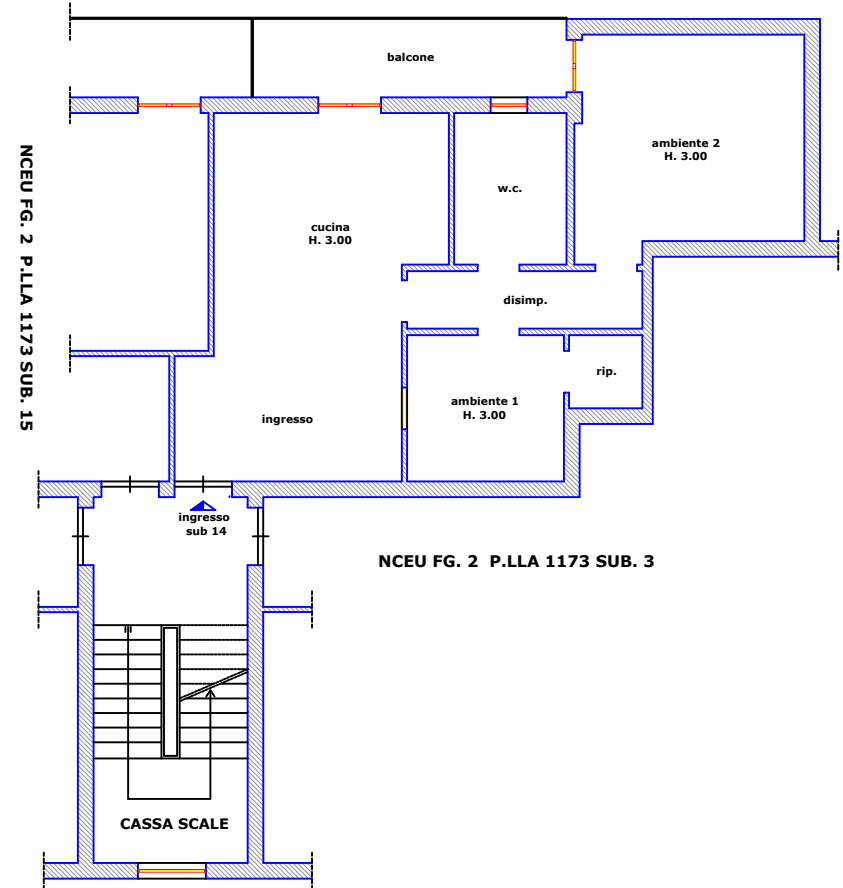 balcone
ambiente 2
H. 3.00
w.c.
cucina
H. 3.00
NCEU FG. 2 P.LLA 1173 SUB. 15
disimp.
rip.
ambiente 1
H. 3.00
ingresso
ingresso
sub 14
NCEU FG. 2 P.LLA 1173 SUB. 3
CASSA SCALE